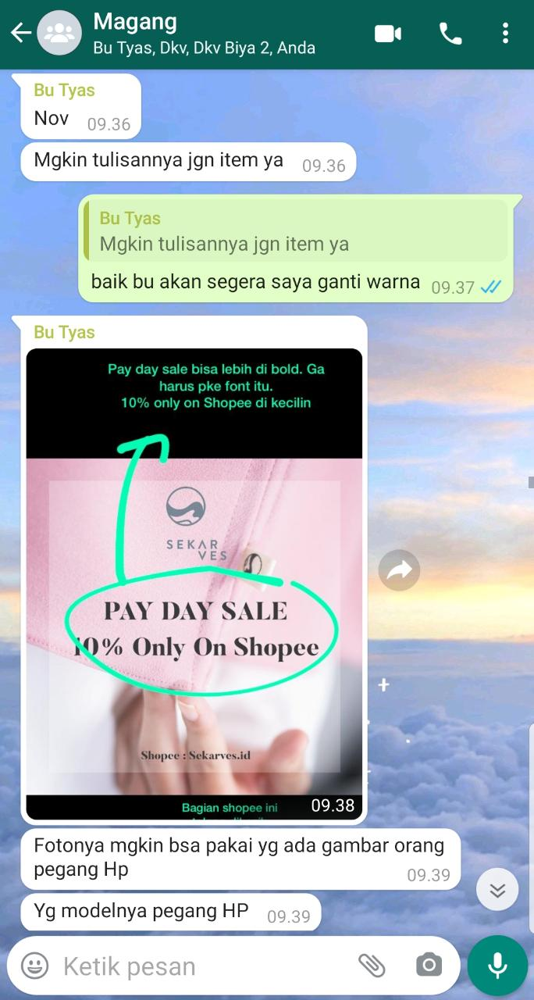 Magang
Bu Tyas, Dkv, Dkv Biya 2, Anda
Bu Tyas
Nov 09.36
Mgkin tulisannya jgn item ya 09.36
Bu Tyas
Mgkin tulisannya jgn item ya
baik bu akan segera saya ganti warna 09.37
Bu Tyas
Pay day sale bisa lebih di bold. Ga
harus pke font itu.
10% only on Shopee di kecilin
SEKAR
VES
PAY DAY SALE
10% Only On Shopee
Shopee : Sekarves.id
Bagian shopee ini
09.38
Fotonya mgkin bsa pakai yg ada gambar orang
pegang Hp 09.39
Yg modelnya pegang HP 09.39
Ketik pesan